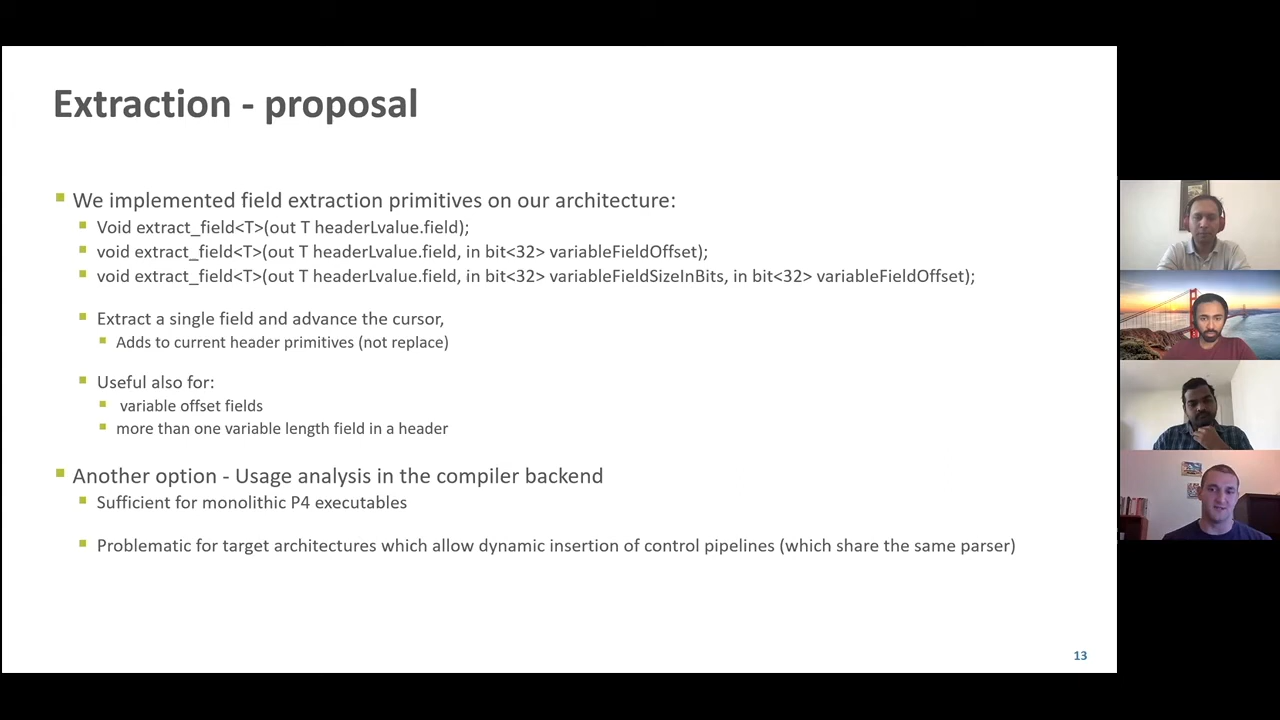 Extraction - proposal
We implemented field extraction primitives on our architecture:
Void extract_field<T>(out T headerLvalue.field);
void extract_field<T>(out T headerLvalue.field, in bit<32> variableFieldOffset);
void extract_field<T>(out T headerLvalue.field, in bit<32> variableFieldSizeInBits, in bit<32> variableFieldOffset);
Extract a single field and advance the cursor,
Adds to current header primitives (not replace)
Useful also for:
variable offset fields
more than one variable length field in a header
Another option - Usage analysis in the compiler backend
Sufficient for monolithic P4 executables
Problematic for target architectures which allow dynamic insertion of control pipelines (which share the same parser)
13